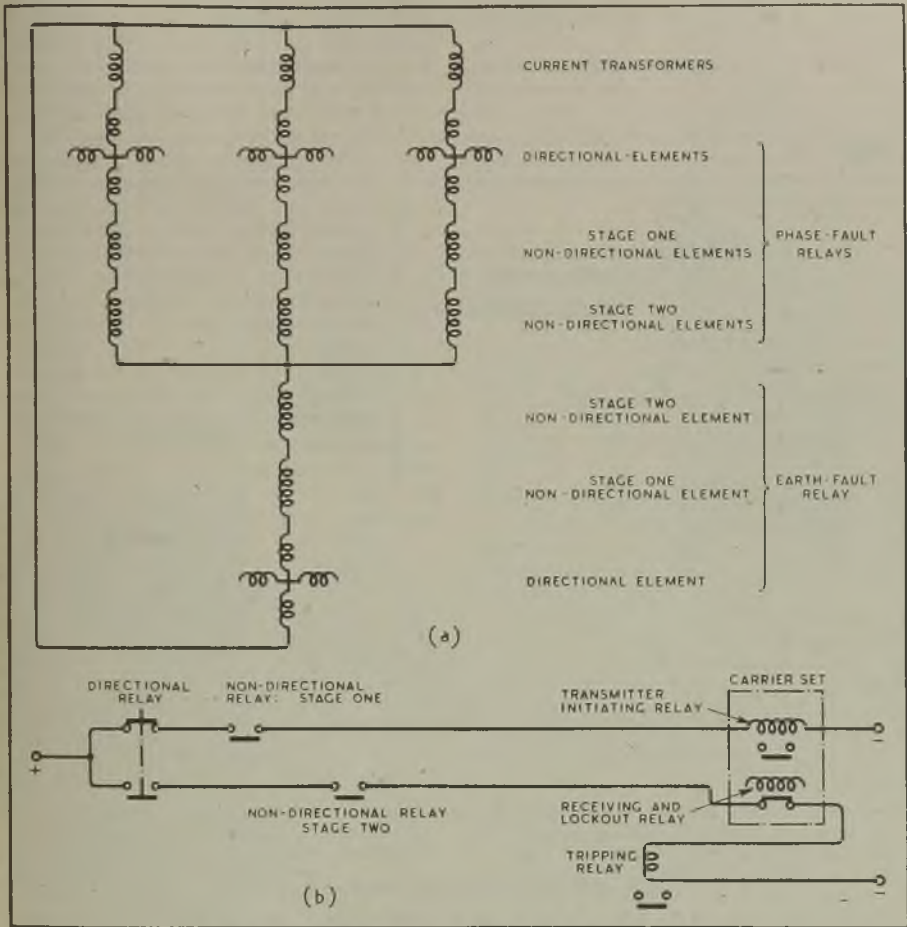 CURRENT TRANSFORMERS
DIRECTIONAL-ELEMENTS
STAGE ONE
NON-DIRECTIONAL ELEMENTS
PHASE-FAULT
RELAYS
STAGE TWO
NON-DIRECTIONAL ELEMENTS
STAGE TWO
NON-DIRECTIONAL ELEMENT
STAGE ONE
NON-DIRECTIONAL ELEMENT
EARTH-FAULT
RELAY
DIRECTIONAL ELEMENT
(a)
DIRECTIONAL
RELAY
NON-DIRECTIONAL
RELAY: STAGE ONE
TRANSMITTER
INITIATING RELAY
CARRIER SET
+
−
NON-DIRECTIONAL RELAY
STAGE TWO
RECEIVING AND
LOCKOUT RELAY
TRIPPING
RELAY
−
(b)